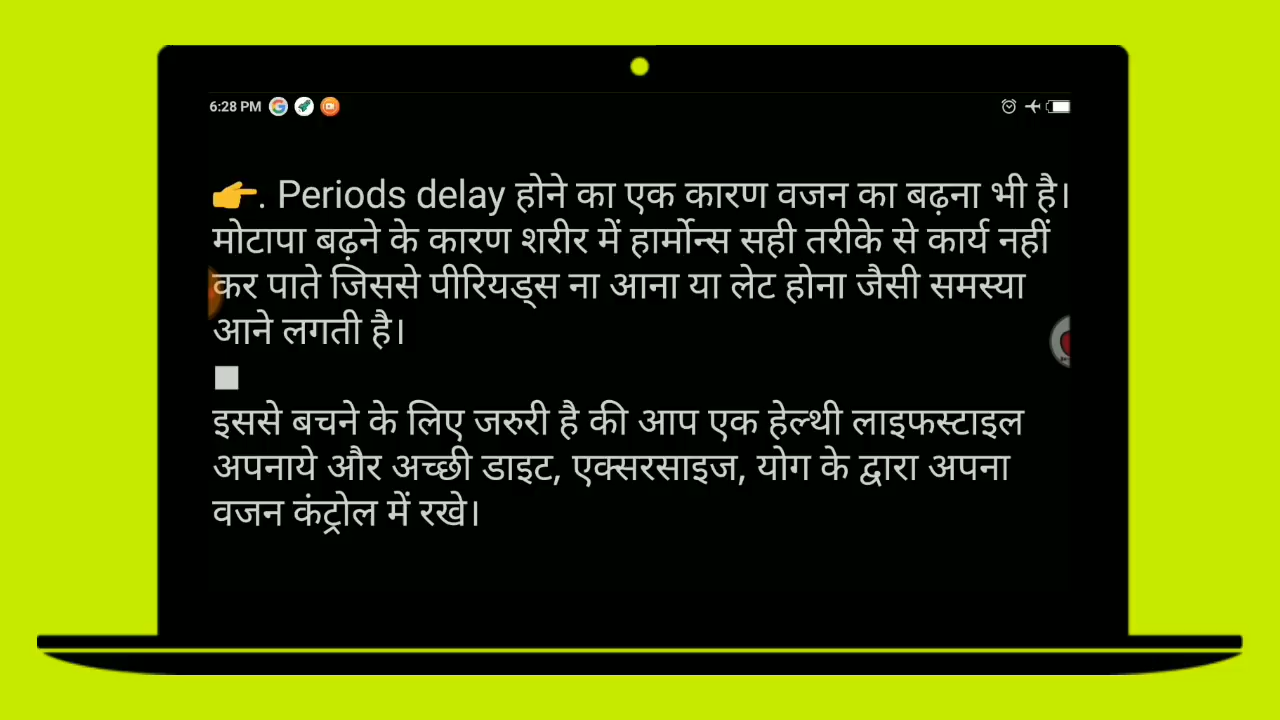 6:28 PM
👉. Periods delay होने का एक कारण वजन का बढ़ना भी है।
मोटापा बढ़ने के कारण शरीर में हार्मोन्स सही तरीके से कार्य नहीं
कर पाते जिससे पीरियड्स ना आना या लेट होना जैसी समस्या
आने लगती है।
इससे बचने के लिए जरुरी है की आप एक हेल्थी लाइफस्टाइल
अपनाये और अच्छी डाइट, एक्सरसाइज, योग के द्वारा अपना
वजन कंट्रोल में रखे।